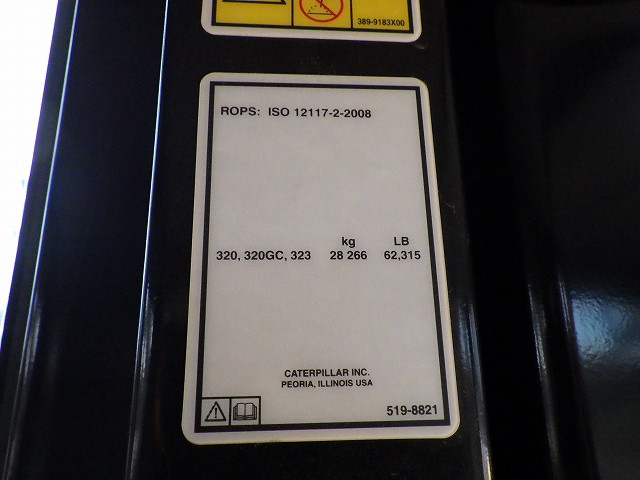 389-9183X00
ROPS: ISO 12117-2-2008
kg LB
320, 320GC, 323 28 266 62,315
CATERPILLAR INC.
PEORIA, ILLINOIS USA
519-8821